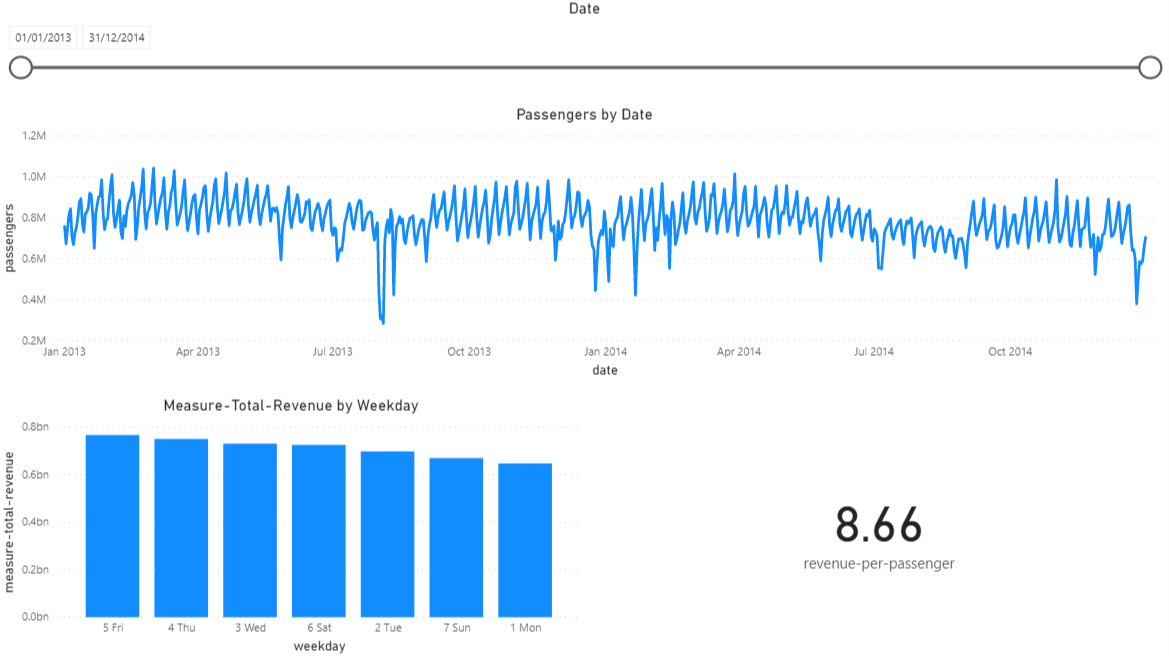 Date
01/01/2013 31/12/2014
Passengers by Date
1.2M
1.0M
0.8M
0.6M
0.4M
0.2M
passengers
Jan 2013 Apr 2013 Jul 2013 Oct 2013 Jan 2014 Apr 2014 Jul 2014 Oct 2014
date
Measure-Total-Revenue by Weekday
0.8bn
0.6bn
0.4bn
0.2bn
0.0bn
measure-total-revenue
5 Fri 4 Thu 3 Wed 6 Sat 2 Tue 7 Sun 1 Mon
weekday
8.66
revenue-per-passenger